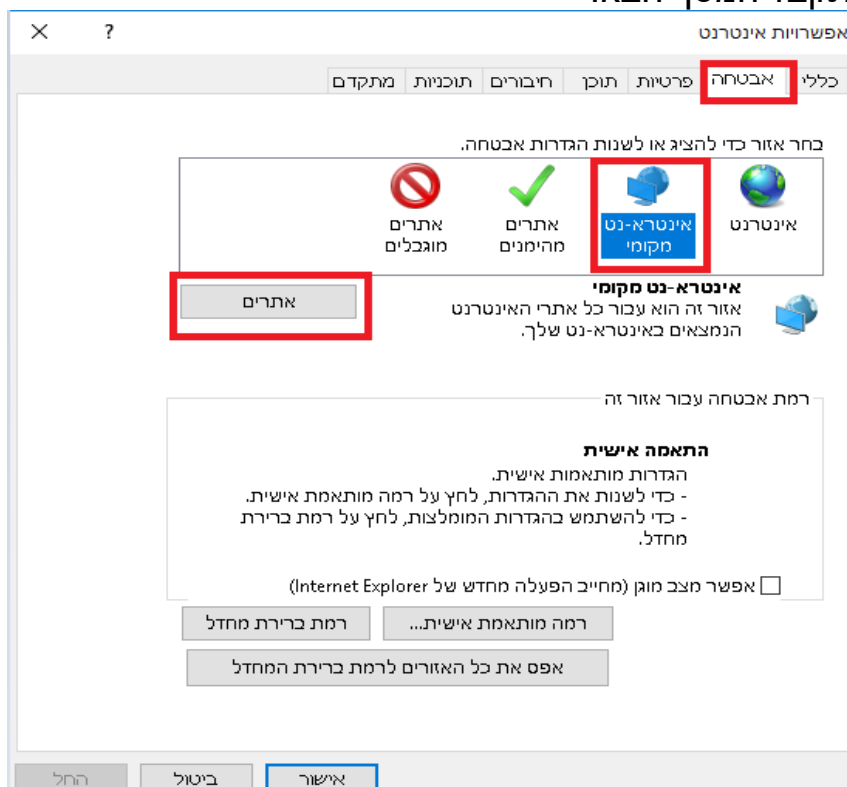 אפשרויות אינטרנט
? ×
כללי אבטחה פרטיות תוכן חיבורים תוכניות מתקדם
בחר אזור כדי להציג או לשנות הגדרות אבטחה.
אינטרנט
אינטרא-נט
מקומי
אתרים
מהימנים
אתרים
מוגבלים
אינטרא-נט מקומי
אזור זה הוא עבור כל אתרי האינטרנט
הנמצאים באינטרא-נט שלך.
אתרים
רמת אבטחה עבור אזור זה
התאמה אישית
הגדרות מותאמות אישית.
- כדי לשנות את ההגדרות, לחץ על רמה מותאמת אישית.
- כדי להשתמש בהגדרות המומלצות, לחץ על רמת ברירת
מחדל.
אפשר מצב מוגן (מחייב הפעלה מחדש של Internet Explorer)
רמה מותאמת אישית... רמת ברירת מחדל
אפס את כל האזורים לרמת ברירת המחדל
אישור ביטול החל